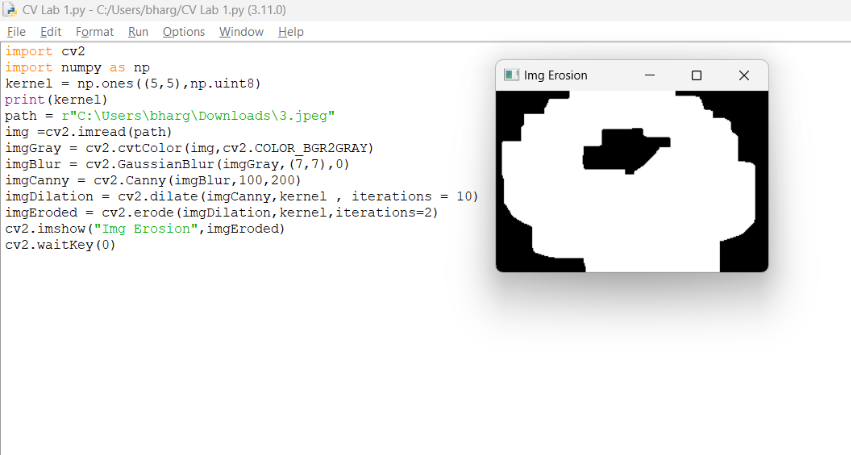 CV Lab 1.py - C:/Users/bharg/CV Lab 1.py (3.11.0)
File Edit Format Run Options Window Help
import cv2
import numpy as np
kernel = np.ones((5,5),np.uint8)
print(kernel)
path = r"C:\Users\bharg\Downloads\3.jpeg"
img =cv2.imread(path)
imgGray = cv2.cvtColor(img,cv2.COLOR_BGR2GRAY)
imgBlur = cv2.GaussianBlur(imgGray,(7,7),0)
imgCanny = cv2.Canny(imgBlur,100,200)
imgDilation = cv2.dilate(imgCanny,kernel , iterations = 10)
imgEroded = cv2.erode(imgDilation,kernel,iterations=2)
cv2.imshow("Img Erosion",imgEroded)
cv2.waitKey(0)
Img Erosion